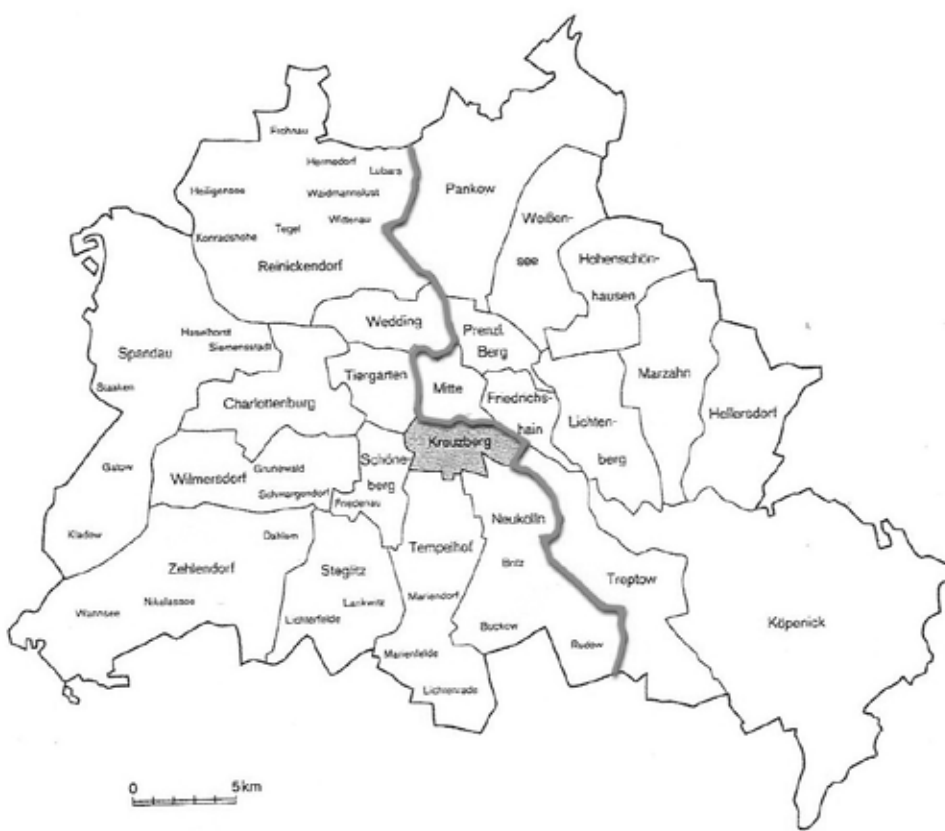 Frohnau
Hermsdorf
Lübars
Heiligensee
Waidmannslust
Pankow
Wittenau
Tegel
Konradshöhe
Reinickendorf
Weißen-
see
Hohenschön-
hausen
Wedding
Prenzl.
Berg
Haselhorst
Siemensstadt
Spandau
Staaken
Tiergarten
Mitte
Marzahn
Charlottenburg
Friedrichs-
hain
Lichten-
berg
Hellersdorf
Kreuzberg
Gatow
Wilmersdorf
Grunewald
Schmargendorf
Schöne-
berg
Friedenau
Kladow
Dahlem
Zehlendorf
Steglitz
Tempelhof
Neukölln
Britz
Treptow
Wannsee
Nikolassee
Lichterfelde
Lankwitz
Mariendorf
Buckow
Rudow
Köpenick
Marienfelde
Lichtenrade
0 5 km